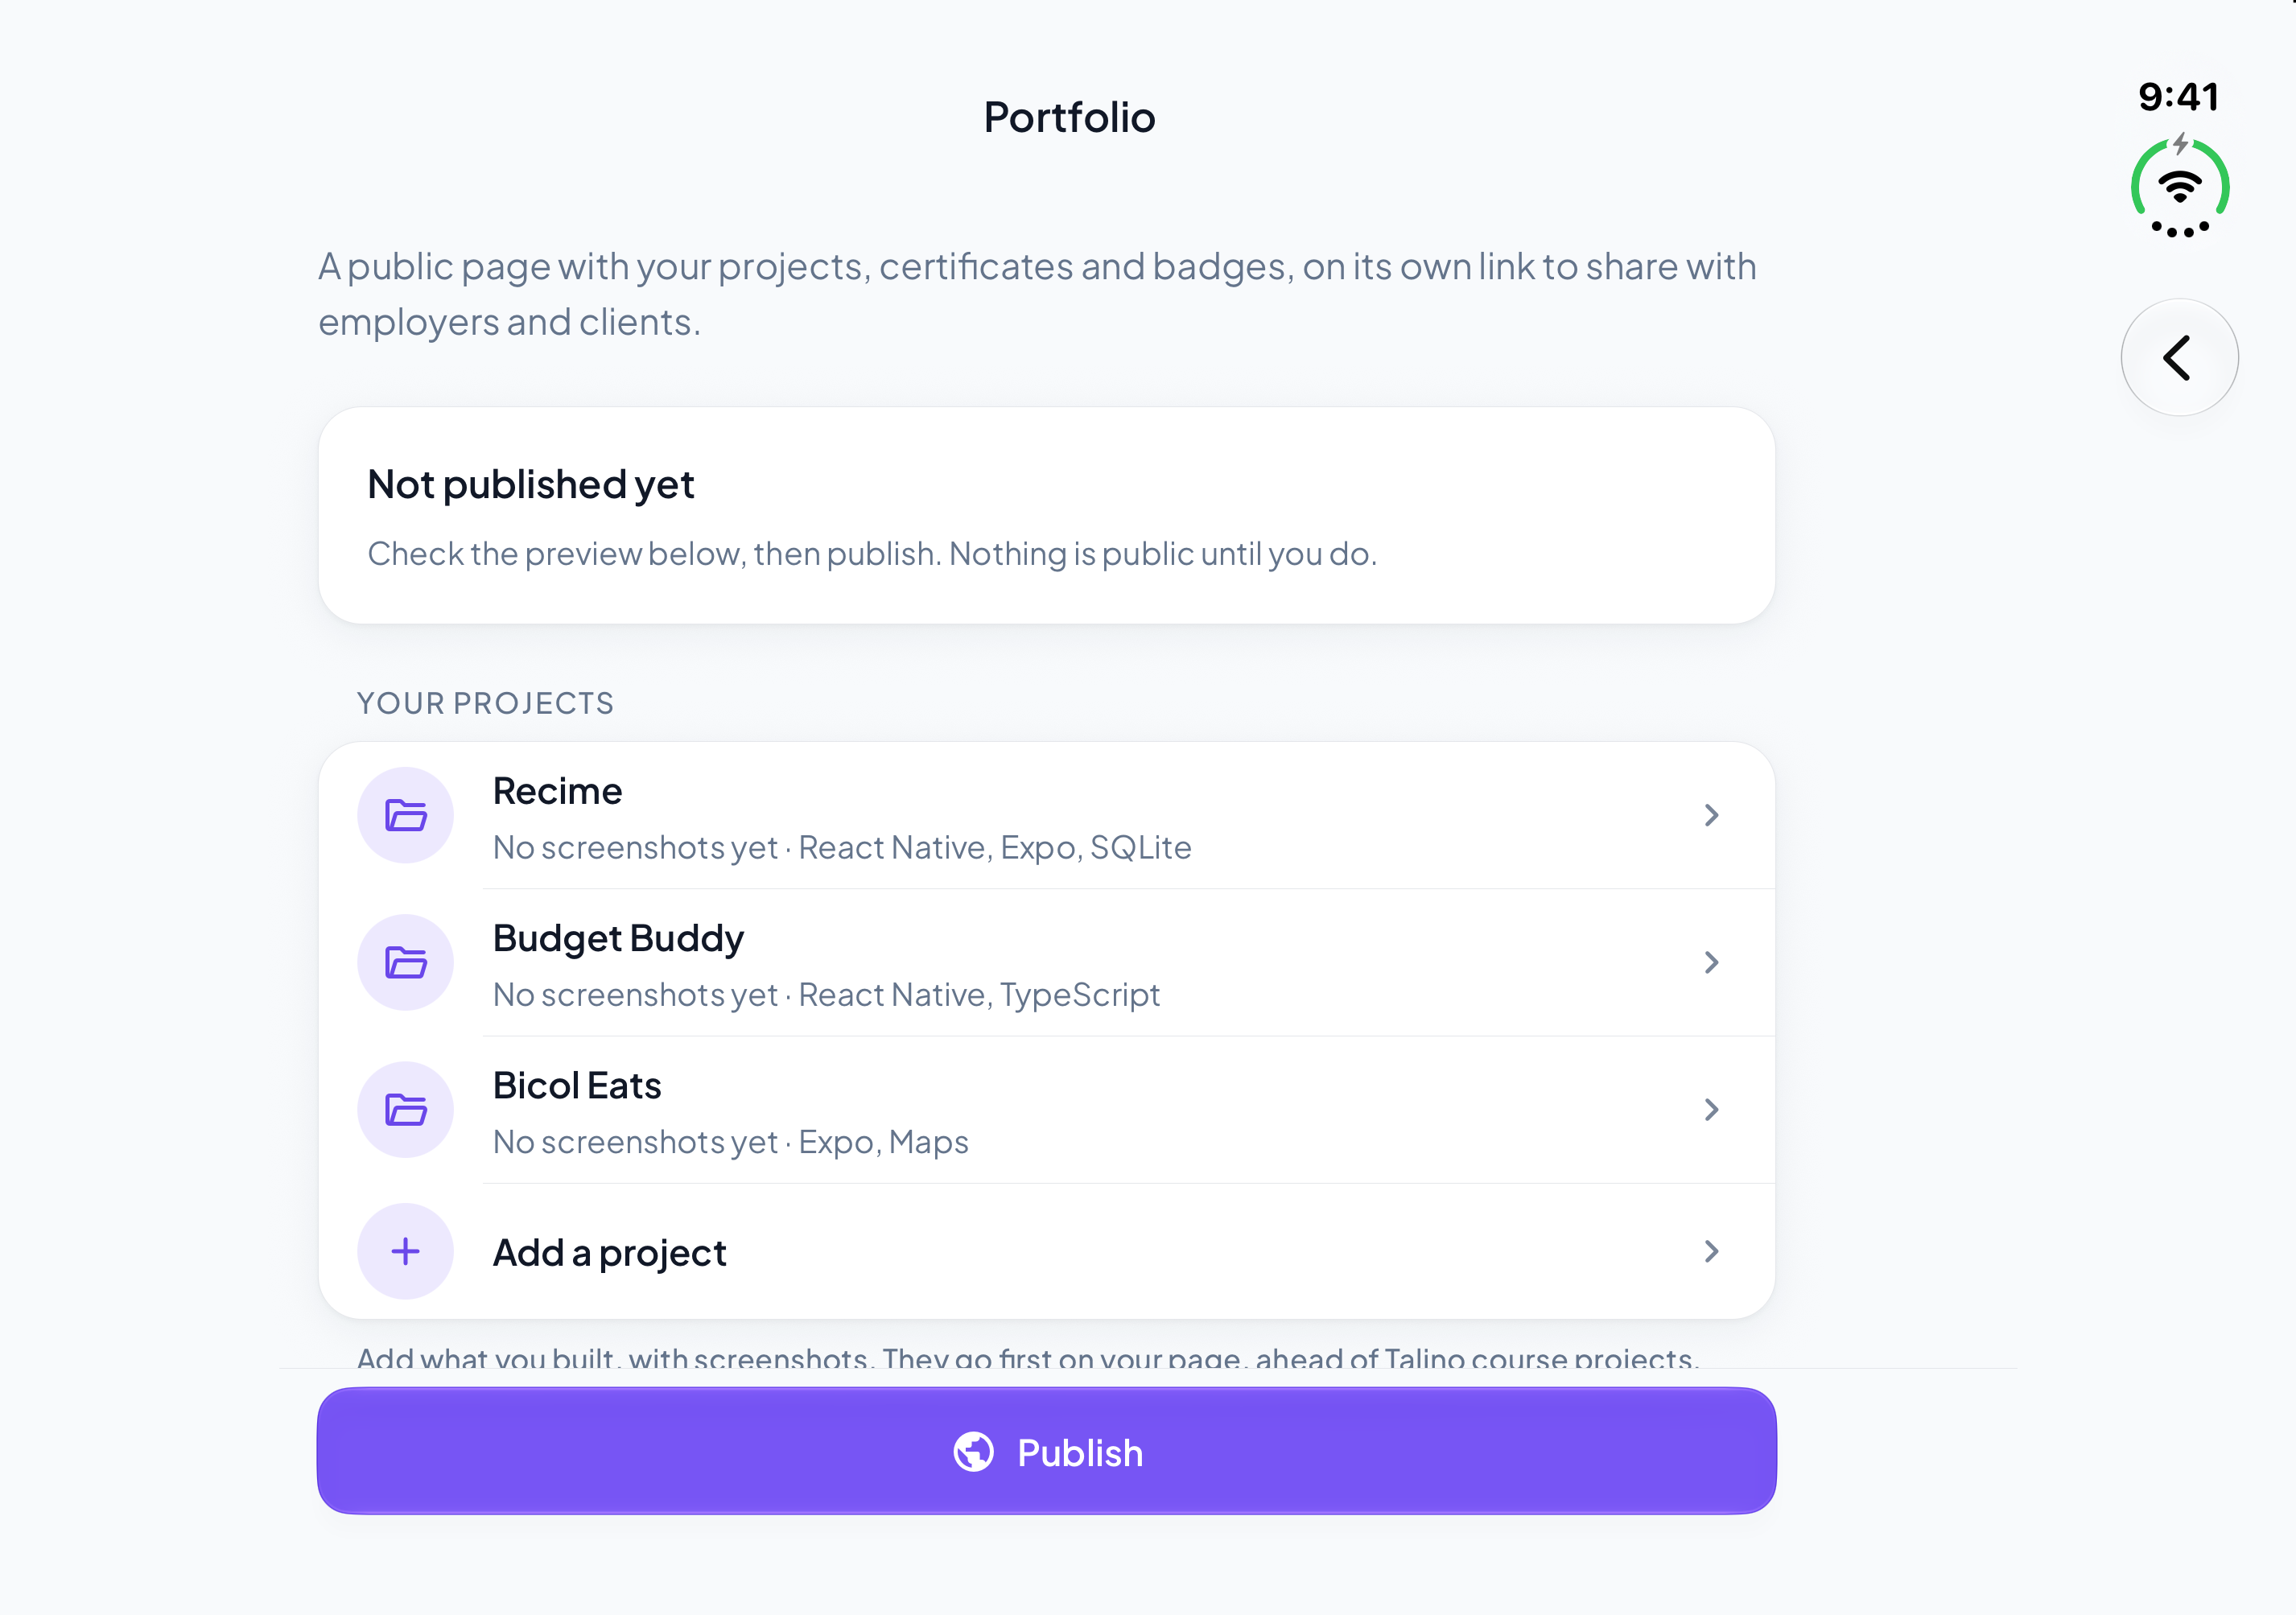 Portfolio
9:41
A public page with your projects, certificates and badges, on its own link to share with
employers and clients.
Not published yet
Check the preview below, then publish. Nothing is public until you do.
YOUR PROJECTS
Recime
No screenshots yet · React Native, Expo, SQLite
Budget Buddy
No screenshots yet · React Native, TypeScript
Bicol Eats
No screenshots yet · Expo, Maps
Add a project
Add what you built, with screenshots. They go first on your page, ahead of Talino course projects.
Publish